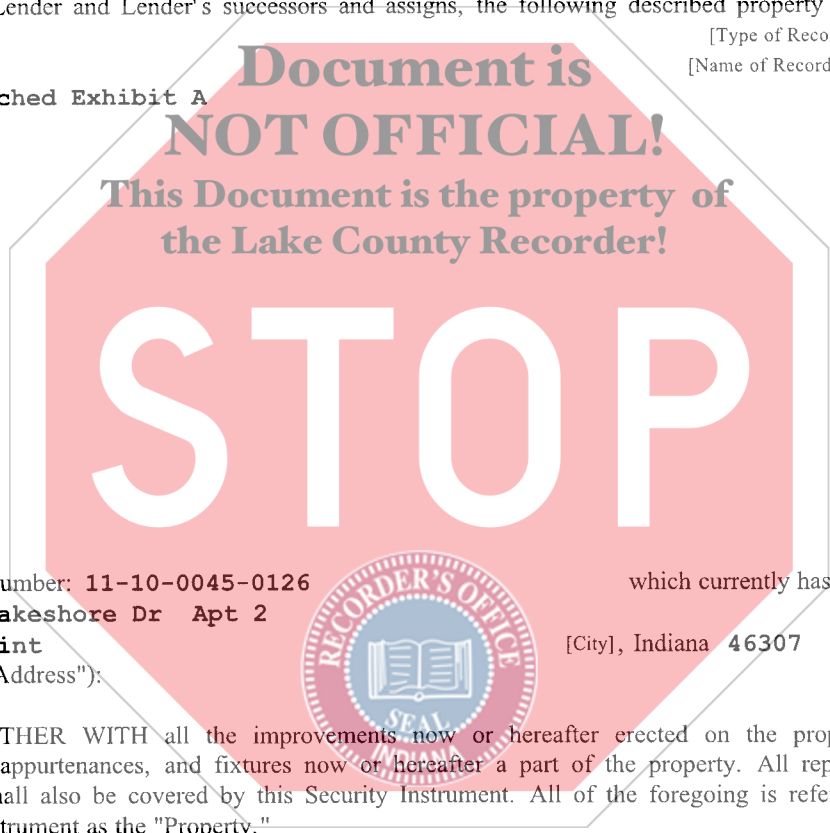 Lender and Lender's successors and assigns, the following described property
[Type of Reco
[Name of Record
ched Exhibit A
Document is
NOT OFFICIAL!
This Document is the property of
the Lake County Recorder!
STOP
umber: 11-10-0045-0126 which currently has
akeshore Dr Apt 2
int [City], Indiana 46307
Address"):
RECORDER'S OFFICE
SEAL
INDIANA
THER WITH all the improvements now or hereafter erected on the prop
appurtenances, and fixtures now or hereafter a part of the property. All rep
all also be covered by this Security Instrument. All of the foregoing is refe
trument as the "Property."